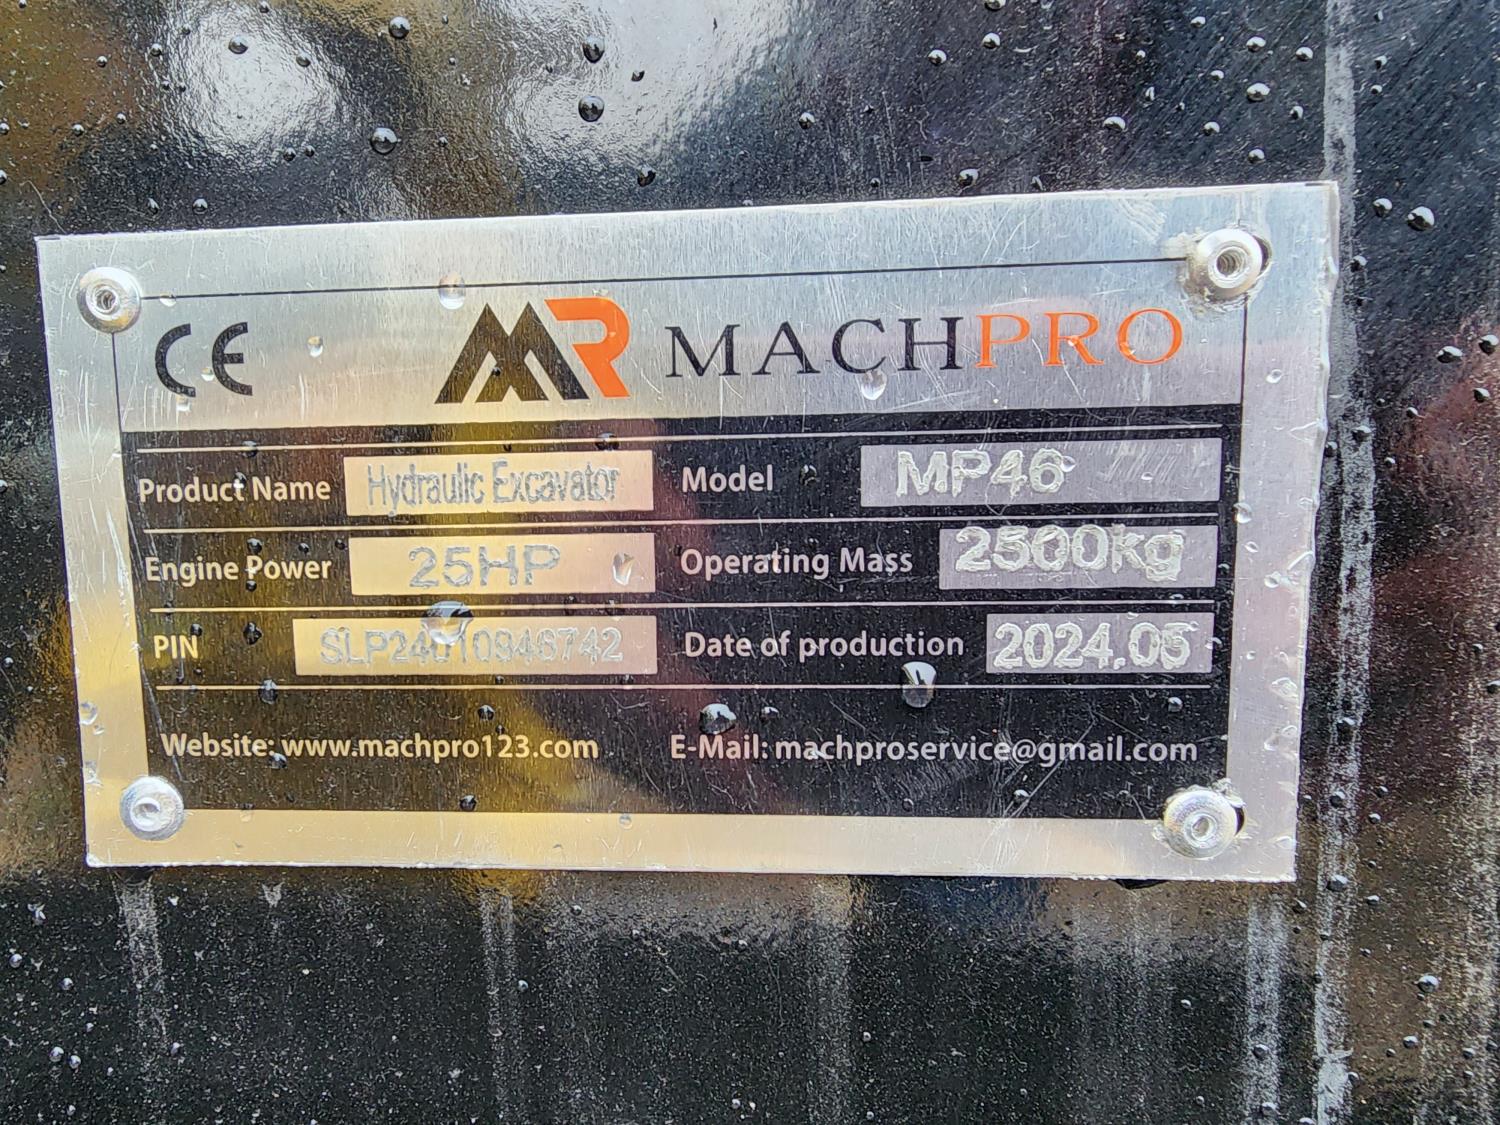 CE MR MACHPRO
Product Name Hydraulic Excavator Model MP46
Engine Power 25HP Operating Mass 2500kg
PIN SLP24010846742 Date of production 2024.05
Website: www.machpro123.com E-Mail: machproservice@gmail.com